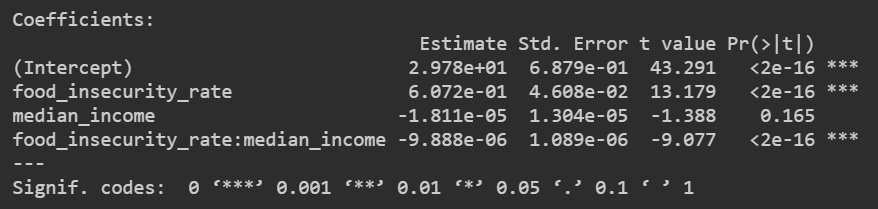 Coefficients:
Estimate Std. Error t value Pr(>|t|)
(Intercept) 2.978e+01 6.879e-01 43.291 <2e-16 ***
food_insecurity_rate 6.072e-01 4.608e-02 13.179 <2e-16 ***
median_income -1.811e-05 1.304e-05 -1.388 0.165
food_insecurity_rate:median_income -9.888e-06 1.089e-06 -9.077 <2e-16 ***
---
Signif. codes: 0 ‘***’ 0.001 ‘**’ 0.01 ‘*’ 0.05 ‘.’ 0.1 ‘ ’ 1